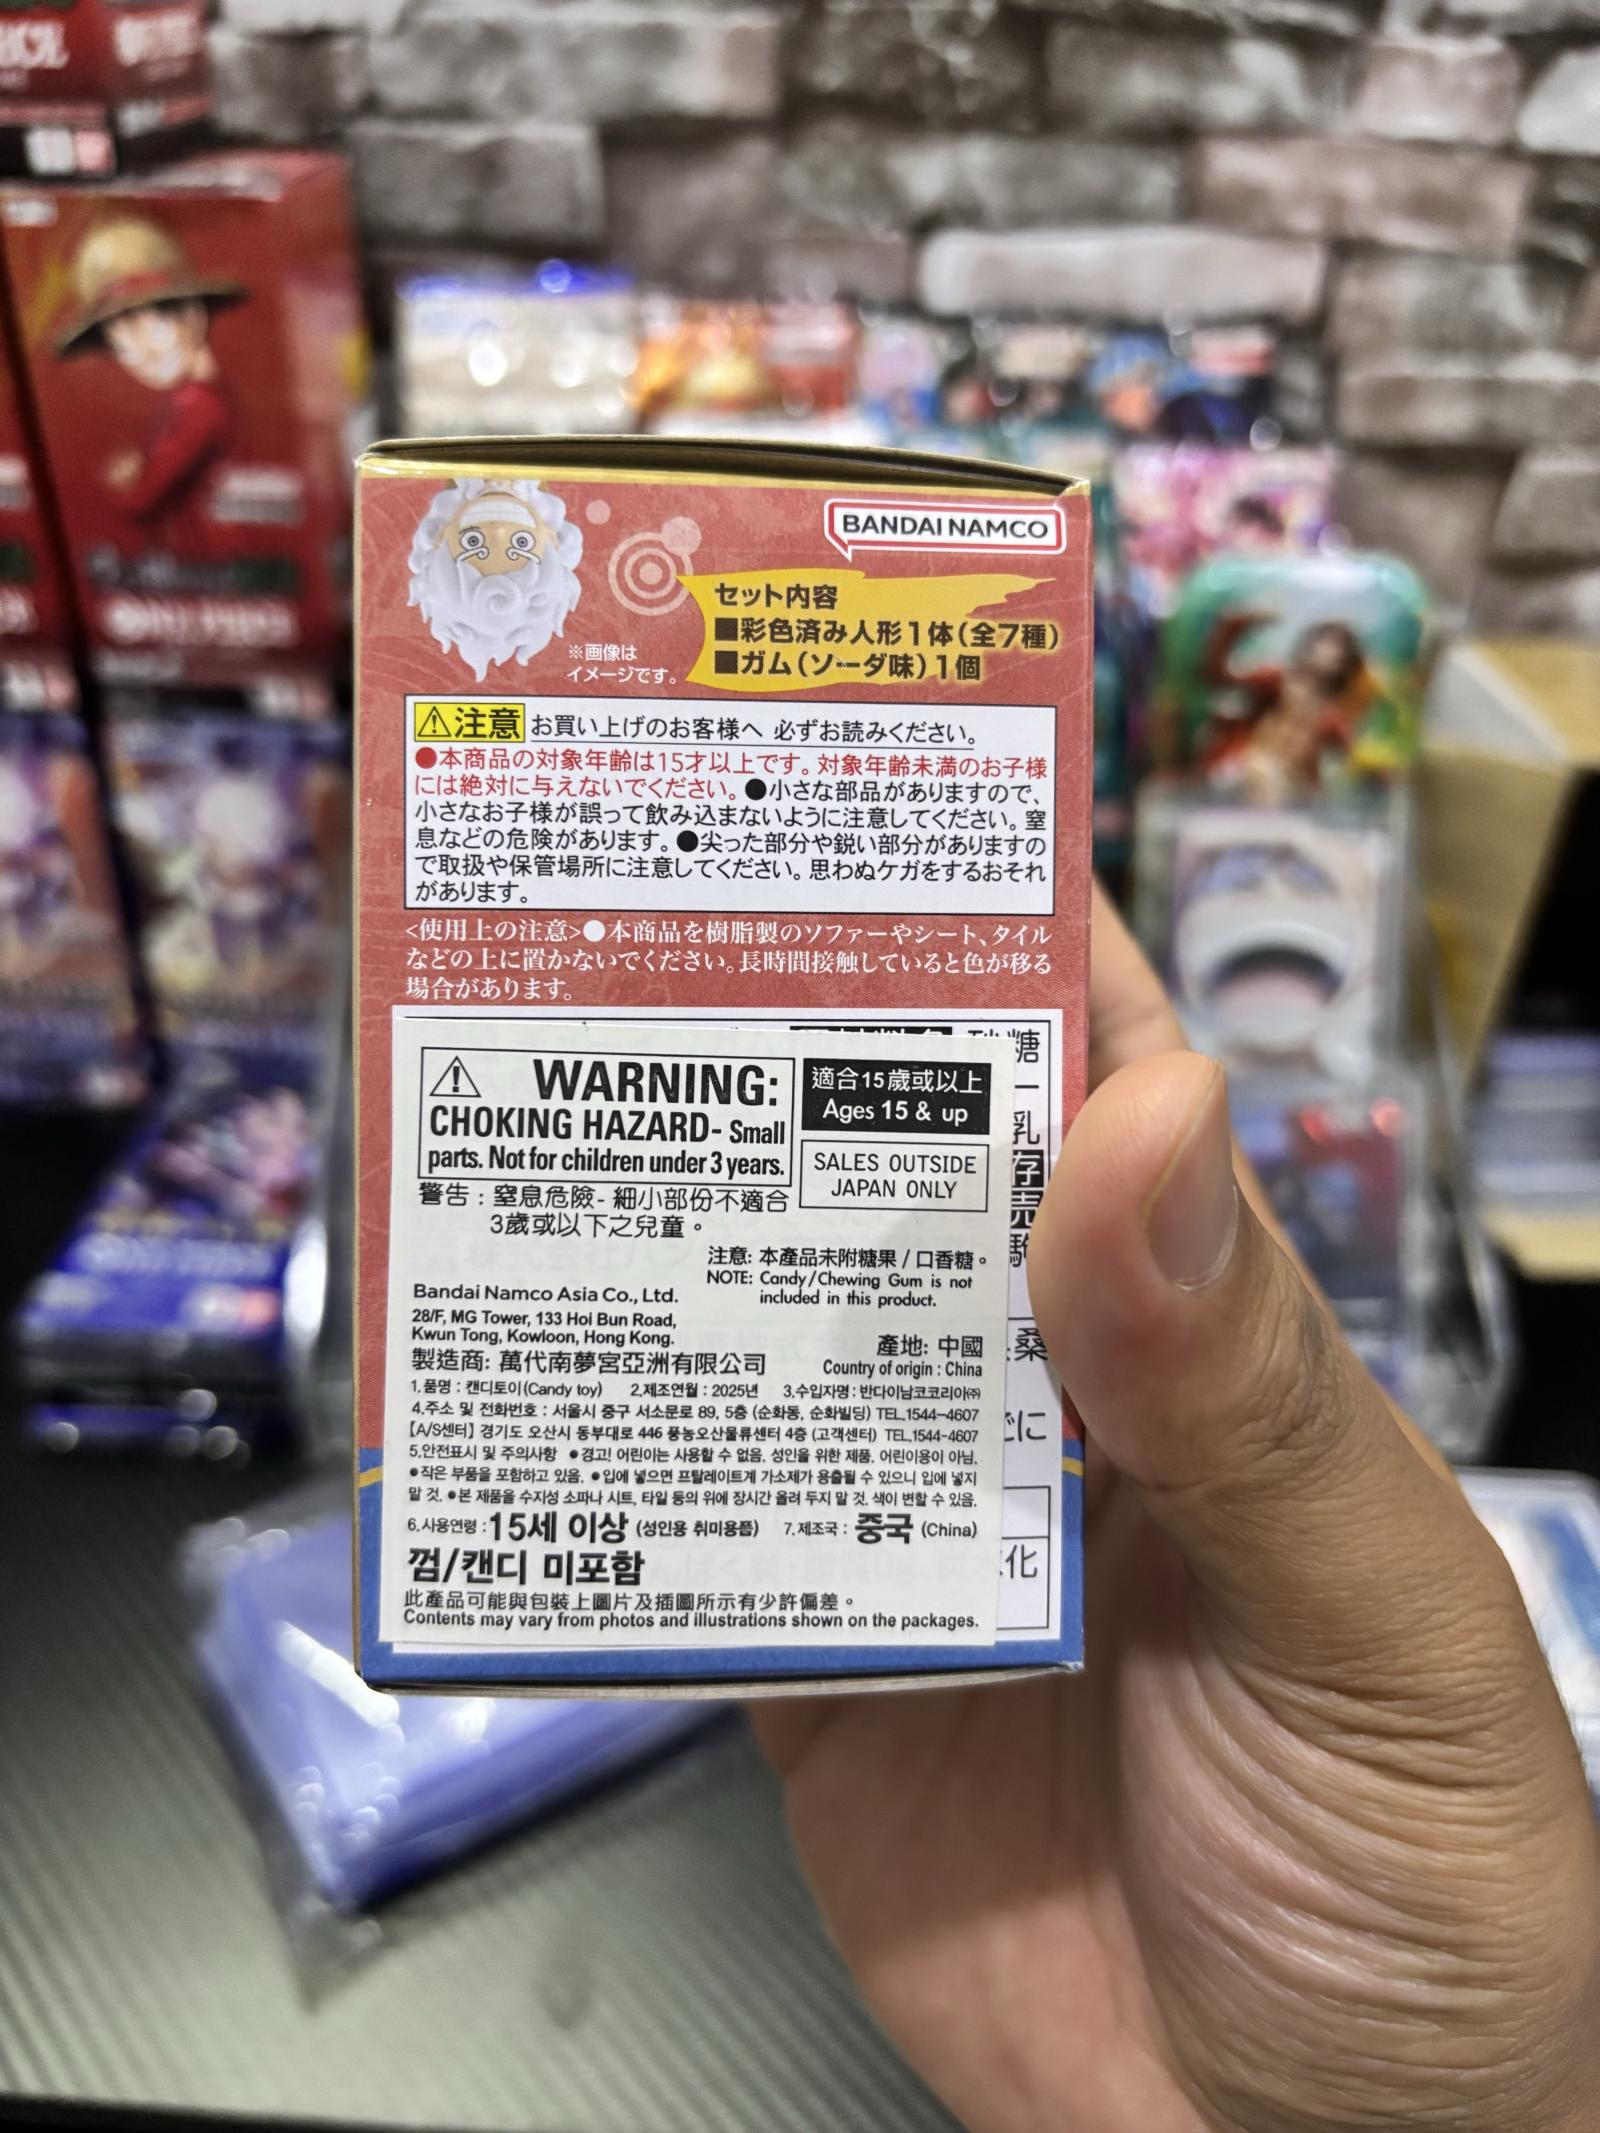 BANDAI NAMCO
セット内容
■彩色済み人形1体(全7種)
■ガム(ソーダ味)1個
※画像は
イメージです。
注意 お買い上げのお客様へ 必ずお読みください。
●本商品の対象年齢は15才以上です。対象年齢未満のお子様
には絶対に与えないでください。●小さな部品がありますので、
小さなお子様が誤って飲み込まないように注意してください。窒
息などの危険があります。●尖った部分や鋭い部分がありますの
で取扱や保管場所に注意してください。思わぬケガをするおそれ
があります。
<使用上の注意>●本商品を樹脂製のソファーやシート、タイル
などの上に置かないでください。長時間接触していると色が移る
場合があります。
糖
乳
存
売
桑
でに
化
WARNING:
CHOKING HAZARD- Small
parts. Not for children under 3 years.
適合15歲或以上
Ages 15 & up
SALES OUTSIDE
JAPAN ONLY
警告:窒息危險-細小部份不適合
3歲或以下之兒童。
注意: 本產品未附糖果/口香糖。
NOTE: Candy/Chewing Gum is not
included in this product.
Bandai Namco Asia Co., Ltd.
28/F, MG Tower, 133 Hoi Bun Road,
Kwun Tong, Kowloon, Hong Kong.
製造商: 萬代南夢宮亞洲有限公司
產地: 中國
Country of origin : China
1.품명 : 캔디토이(Candy toy) 2.제조연월 : 2025년 3.수입자명 : 반다이남코코리아㈜
4.주소 및 전화번호 : 서울시 중구 서소문로 89, 5층 (순화동, 순화빌딩) TEL.1544-4607
[A/S센터] 경기도 오산시 동부대로 446 풍농오산물류센터 4층 (고객센터) TEL.1544-4607
5.안전표시 및 주의사항 ●경고! 어린이는 사용할 수 없음. 성인을 위한 제품. 어린이용이 아님.
●작은 부품을 포함하고 있음. ●입에 넣으면 프탈레이트계 가소제가 용출될 수 있으니 입에 넣지
말 것. ●본 제품을 수지성 소파나 시트, 타일 등의 위에 장시간 올려 두지 말 것. 색이 변할 수 있음.
6.사용연령 : 15세 이상 (성인용 취미용품) 7.제조국 : 중국 (China)
껌/캔디 미포함
此產品可能與包裝上圖片及插圖所示有少許偏差。
Contents may vary from photos and illustrations shown on the packages.